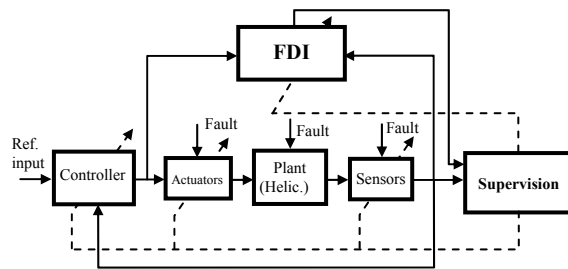 FDI
Ref.
input
Fault
Fault
Fault
Controller
Actuators
Plant
(Helic.)
Sensors
Supervision